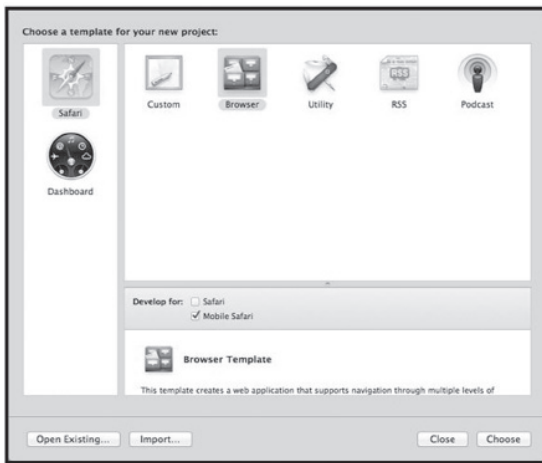 Choose a template for your new project:
Safari
Dashboard
Custom
Browser
Utility
RSS
RSS
Podcast
Develop for: Safari
Mobile Safari
Browser Template
This template creates a web application that supports navigation through multiple levels of
Open Existing... Import... Close Choose